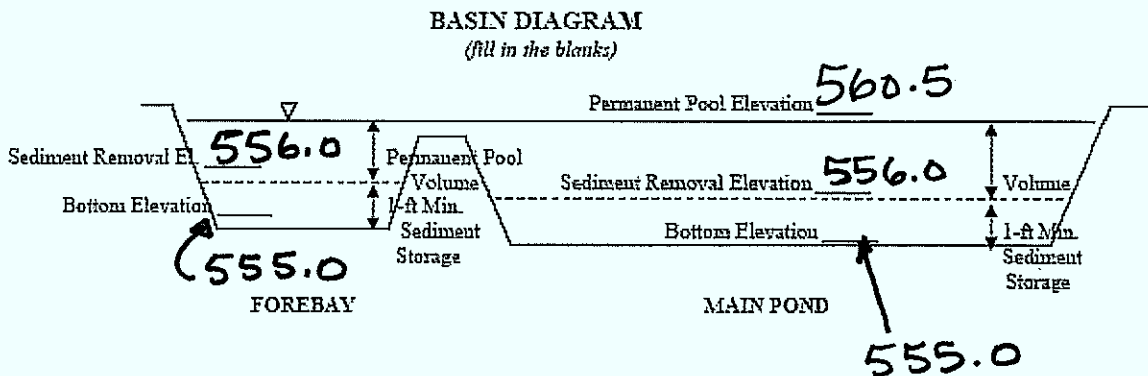 BASIN DIAGRAM
(fill in the blanks)
Permanent Pool Elevation 560.5
Sediment Removal El. 556.0
Permanent Pool
Volume
Sediment Removal Elevation 556.0
Volume
Bottom Elevation
1-ft Min.
Sediment
Storage
Bottom Elevation
1-ft Min.
Sediment
Storage
555.0
FOREBAY
MAIN POND
555.0